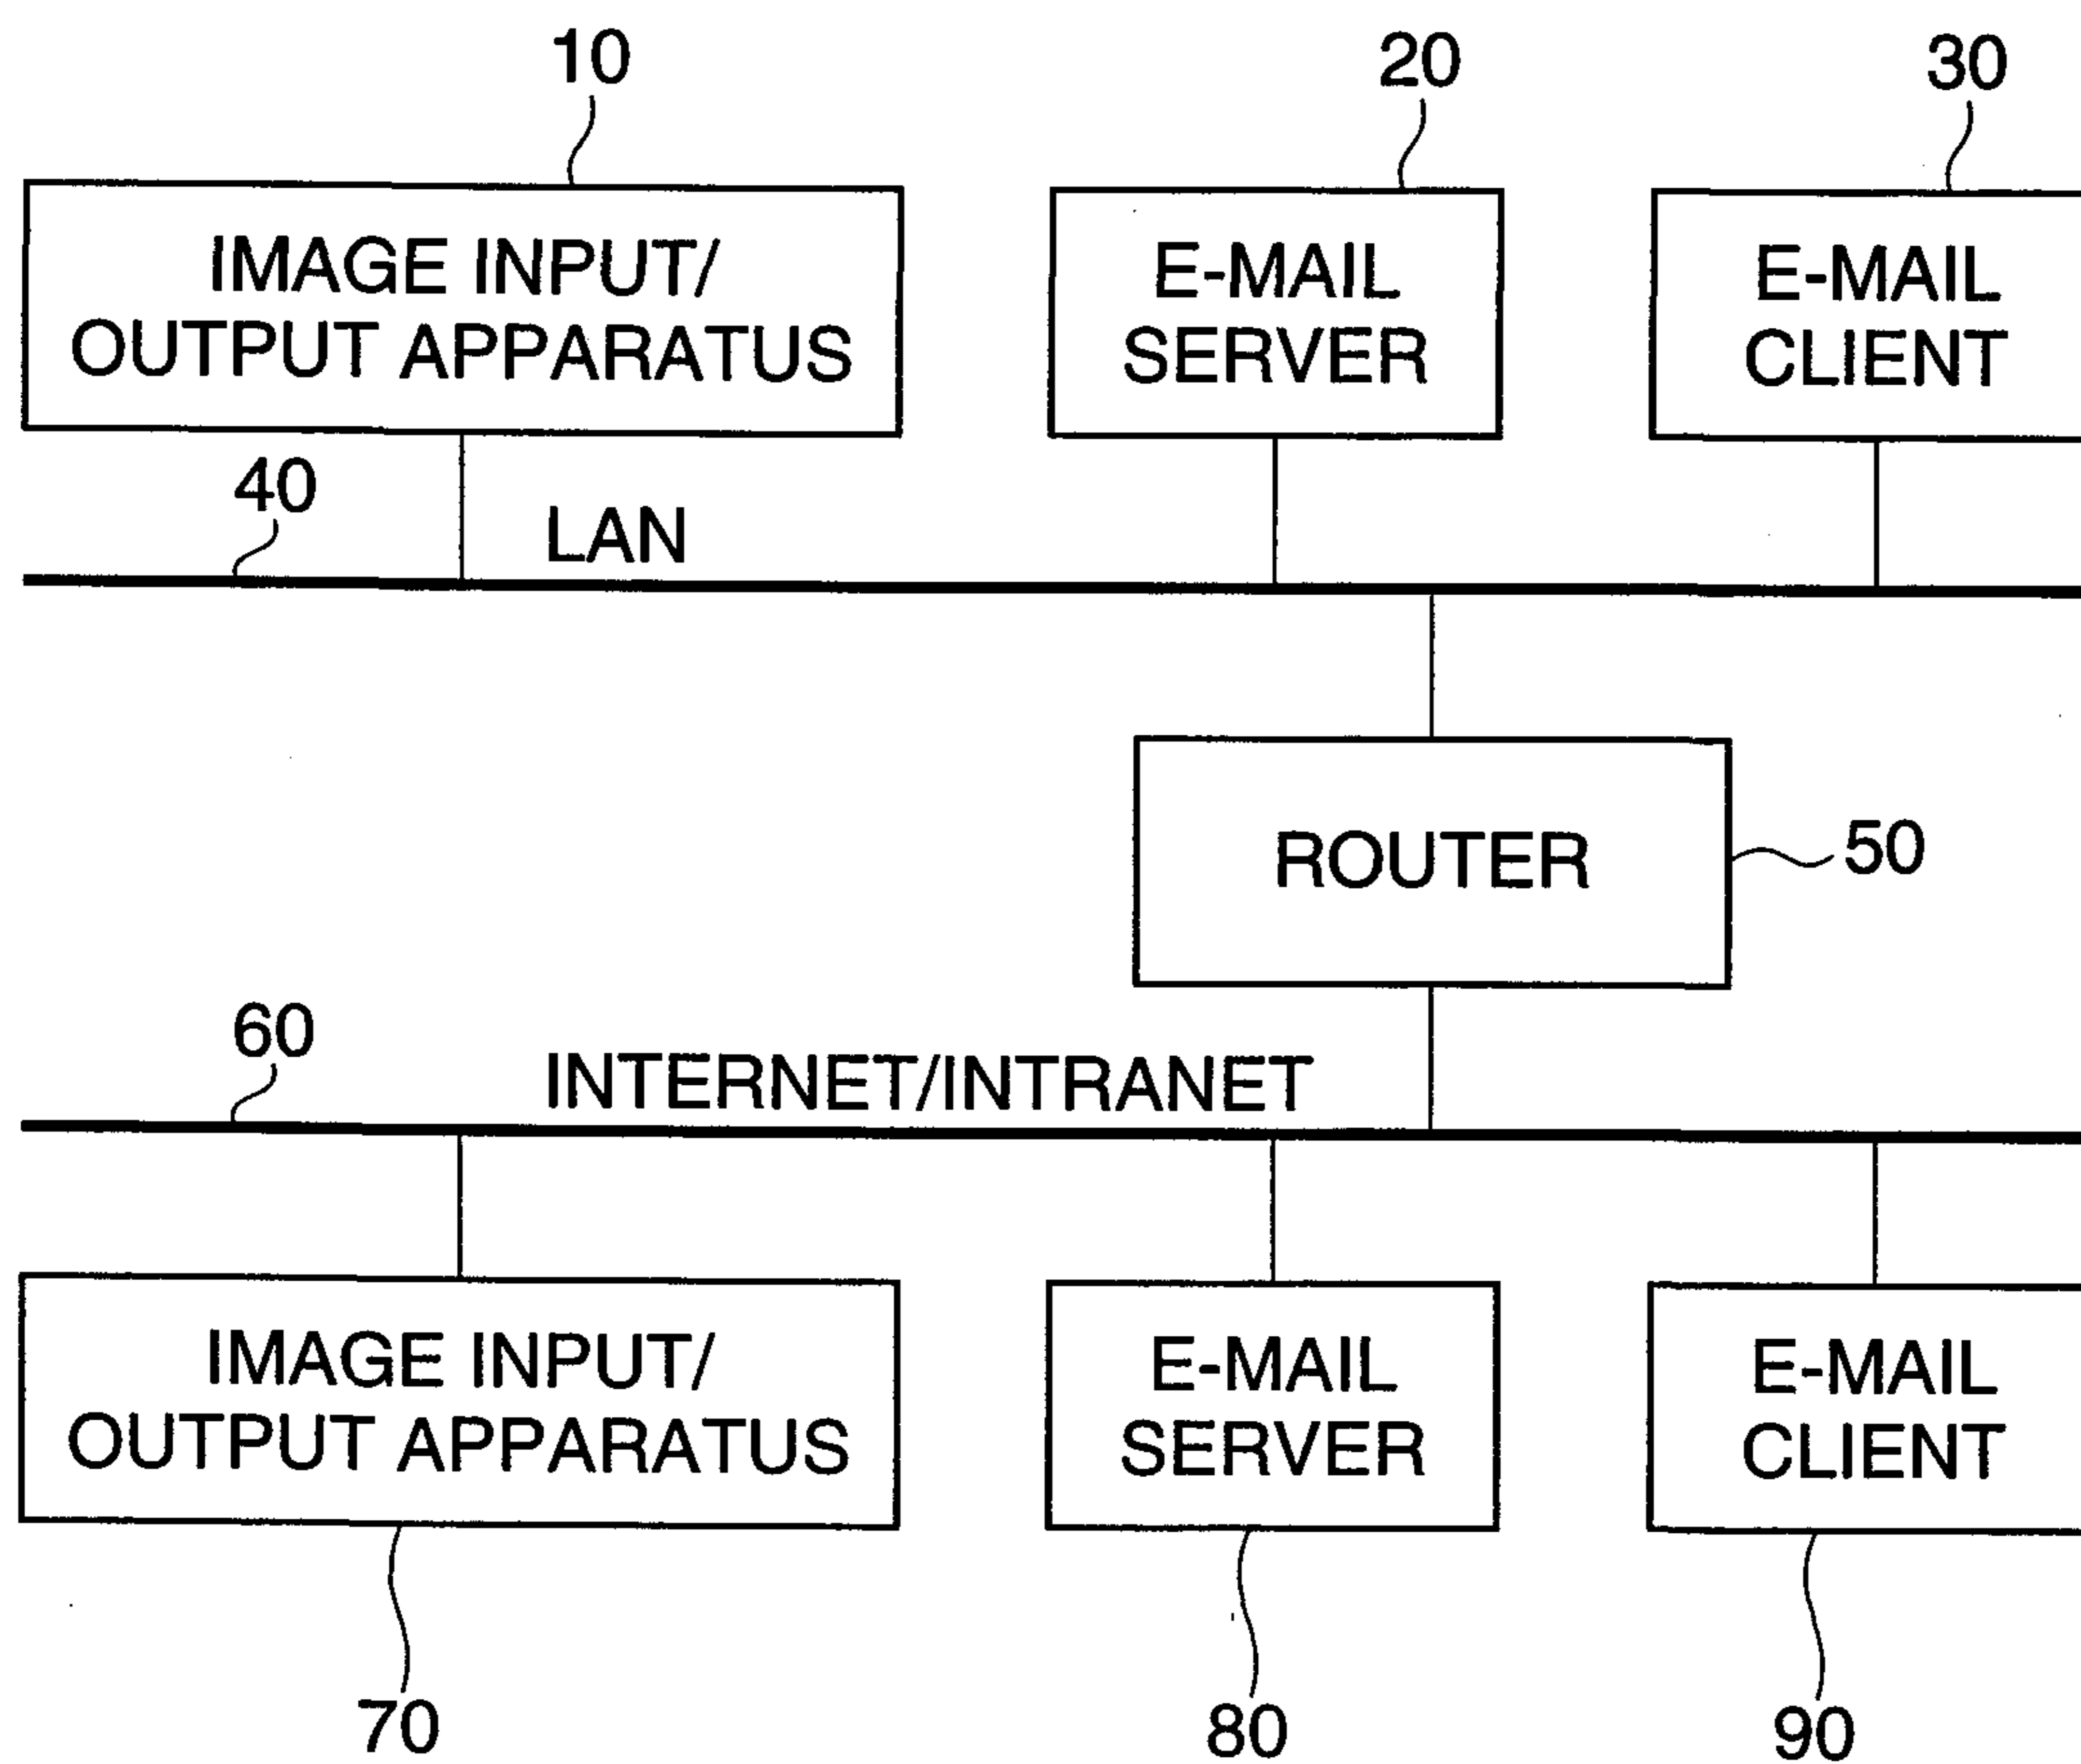 10
20
30
IMAGE INPUT/
OUTPUT APPARATUS
E-MAIL
SERVER
E-MAIL
CLIENT
40
LAN
ROUTER
50
60
INTERNET/INTRANET
IMAGE INPUT/
OUTPUT APPARATUS
E-MAIL
SERVER
E-MAIL
CLIENT
70
80
90